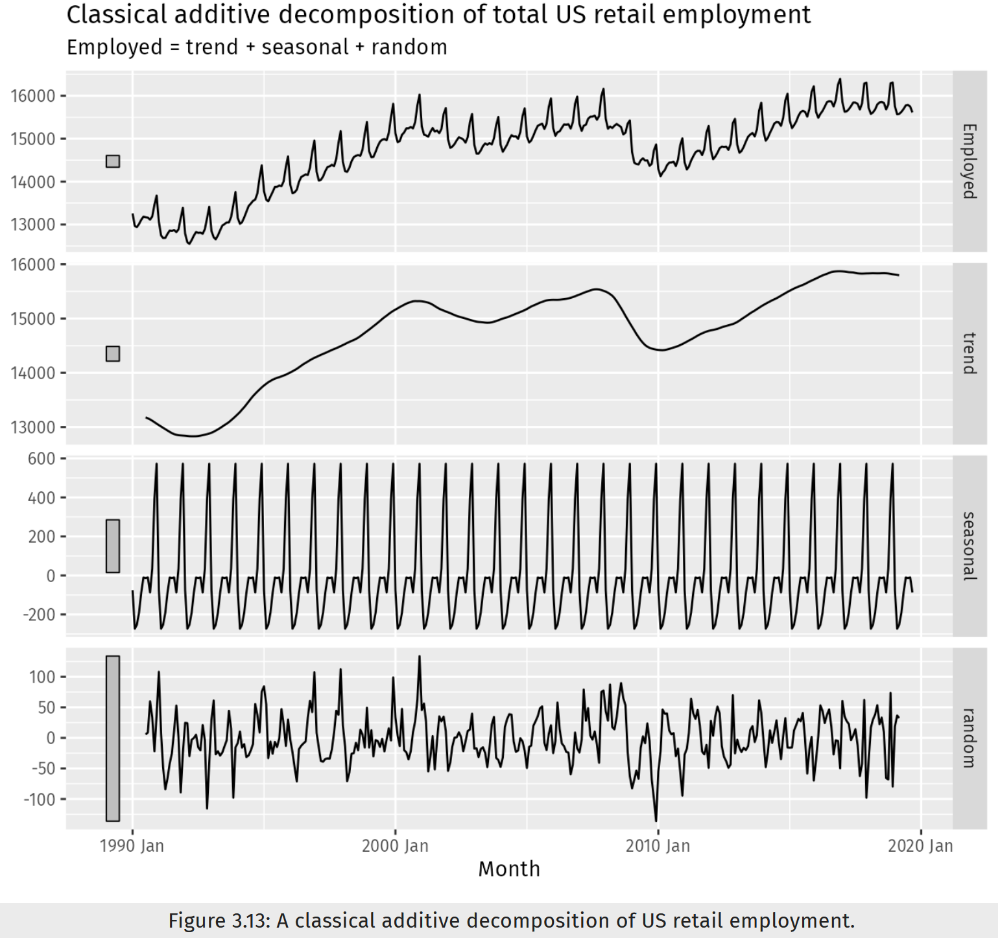 Classical additive decomposition of total US retail employment
Employed = trend + seasonal + random
16000
15000
14000
13000
Employed
16000
15000
14000
13000
trend
600
400
200
0
-200
seasonal
100
50
0
-50
-100
random
1990 Jan 2000 Jan 2010 Jan 2020 Jan
Month
Figure 3.13: A classical additive decomposition of US retail employment.